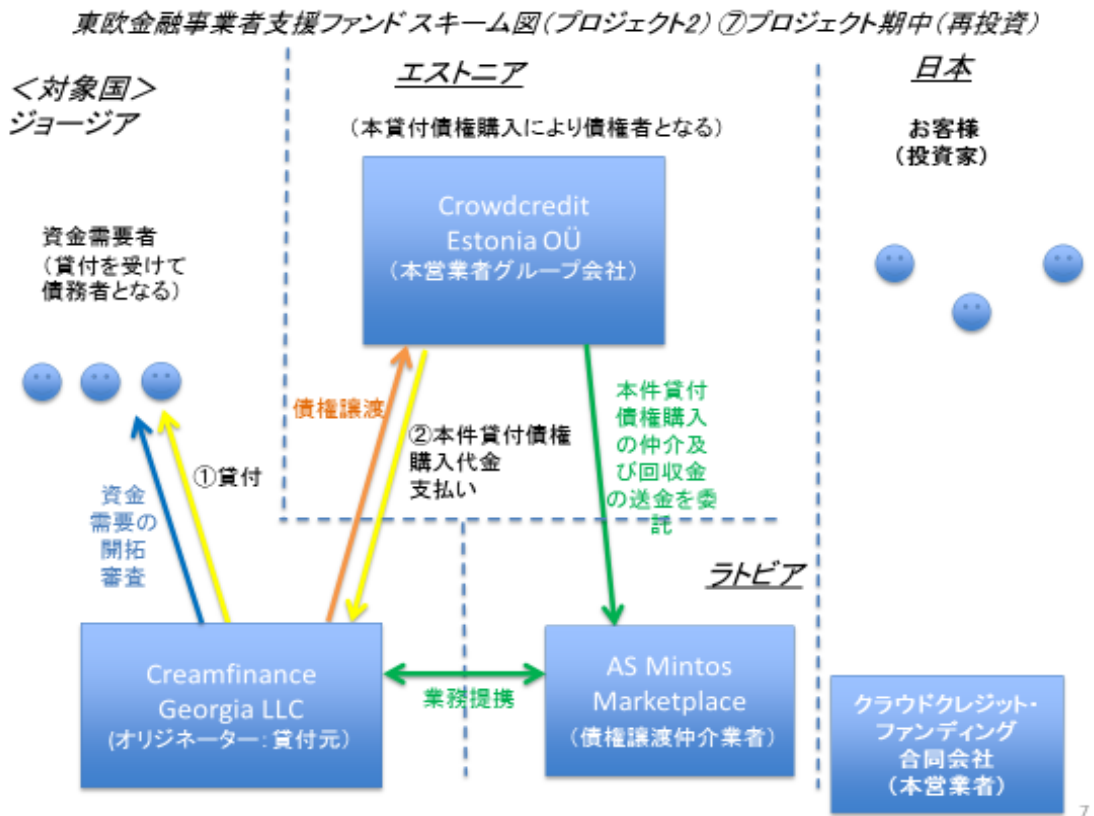 東欧金融事業者支援ファンド スキーム図(プロジェクト2) ⑦プロジェクト期中(再投資)
<対象国>
ジョージア
エストニア
日本
(本貸付債権購入により債権者となる)
お客様
(投資家)
Crowdcredit
Estonia OÜ
(本営業者グループ会社)
資金需要者
(貸付を受けて
債務者となる)
債権譲渡
②本件貸付債権
購入代金
支払い
本件貸付
債権購入
の仲介及
び回収金
の送金を委
託
①貸付
資金
需要の
開拓
審査
ラトビア
Creamfinance
Georgia LLC
(オリジネーター:貸付元)
業務提携
AS Mintos
Marketplace
(債権譲渡仲介業者)
クラウドクレジット・
ファンディング
合同会社
(本営業者)
7